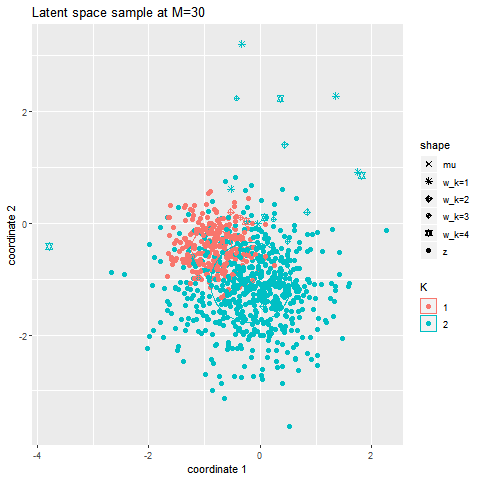 Latent space sample at M=30
2
0
-2
-4
-2
0
2
coordinate 1
coordinate 2
shape
mu
w_k=1
w_k=2
w_k=3
w_k=4
z
K
1
2